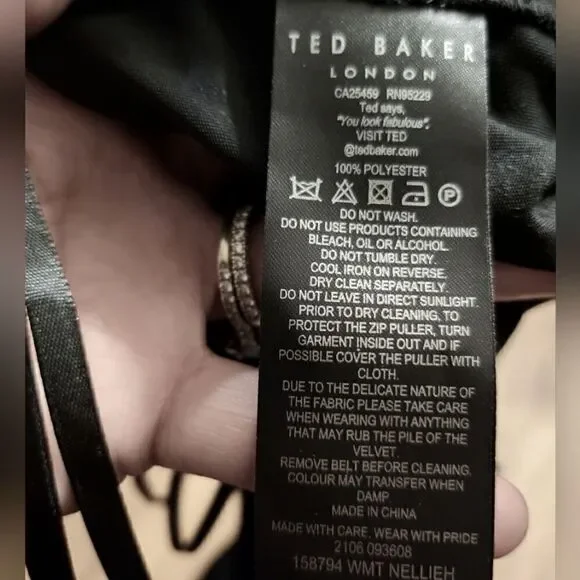 TED BAKER
LONDON
CA25459 RN95229
Ted says,
"You look fabulous".
VISIT TED
@tedbaker.com
100% POLYESTER
P
DO NOT WASH.
DO NOT USE PRODUCTS CONTAINING
BLEACH, OIL OR ALCOHOL.
DO NOT TUMBLE DRY.
COOL IRON ON REVERSE.
DRY CLEAN SEPARATELY.
DO NOT LEAVE IN DIRECT SUNLIGHT.
PRIOR TO DRY CLEANING, TO
PROTECT THE ZIP PULLER, TURN
GARMENT INSIDE OUT AND IF
POSSIBLE COVER THE PULLER WITH
CLOTH.
DUE TO THE DELICATE NATURE OF
THE FABRIC PLEASE TAKE CARE
WHEN WEARING WITH ANYTHING
THAT MAY RUB THE PILE OF THE
VELVET.
REMOVE BELT BEFORE CLEANING.
COLOUR MAY TRANSFER WHEN
DAMP
MADE IN CHINA
MADE WITH CARE. WEAR WITH PRIDE
2106 093608
158794 WMT NELLIEH